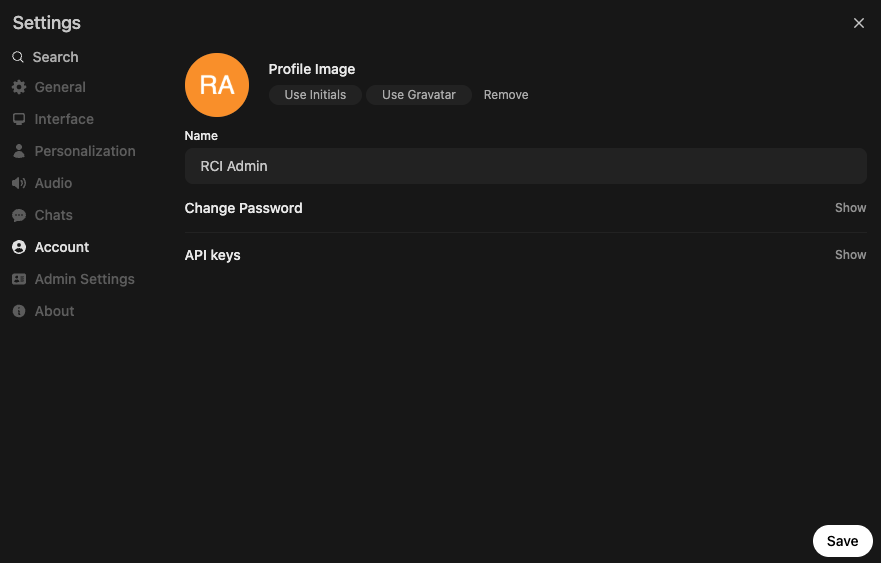 Settings
Search
General
Interface
Personalization
Audio
Chats
Account
Admin Settings
About
RA
Profile Image
Use Initials Use Gravatar Remove
Name
RCI Admin
Change Password Show
API keys Show
Save